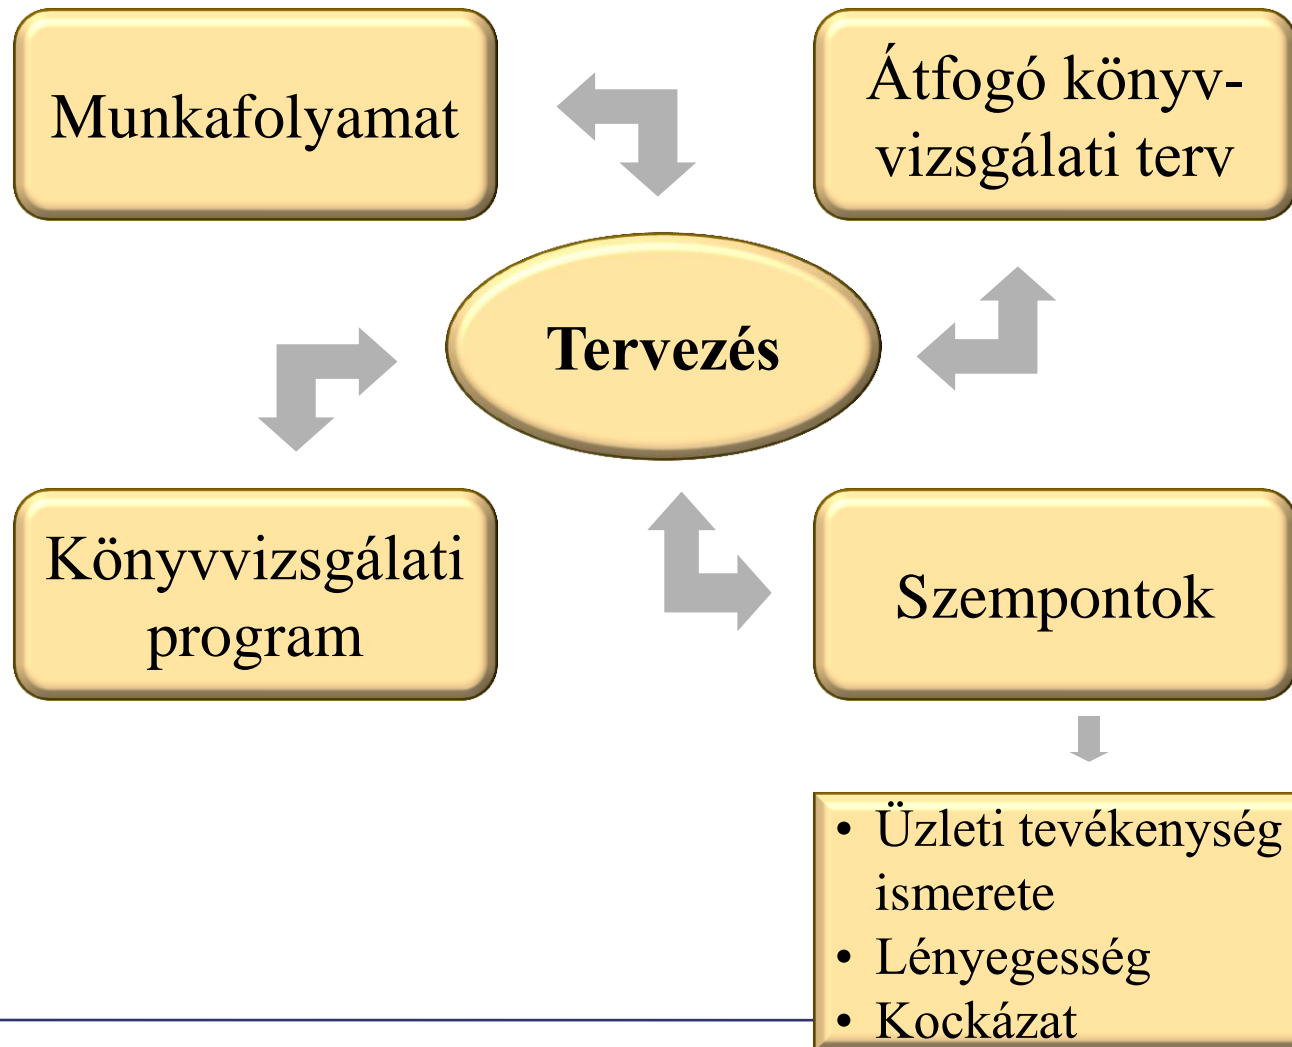 Munkafolyamat
Átfogó könyv-
vizsgálati terv
Tervezés
Könyvvizsgálati
program
Szempontok
• Üzleti tevékenység
ismerete
• Lényegesség
• Kockázat